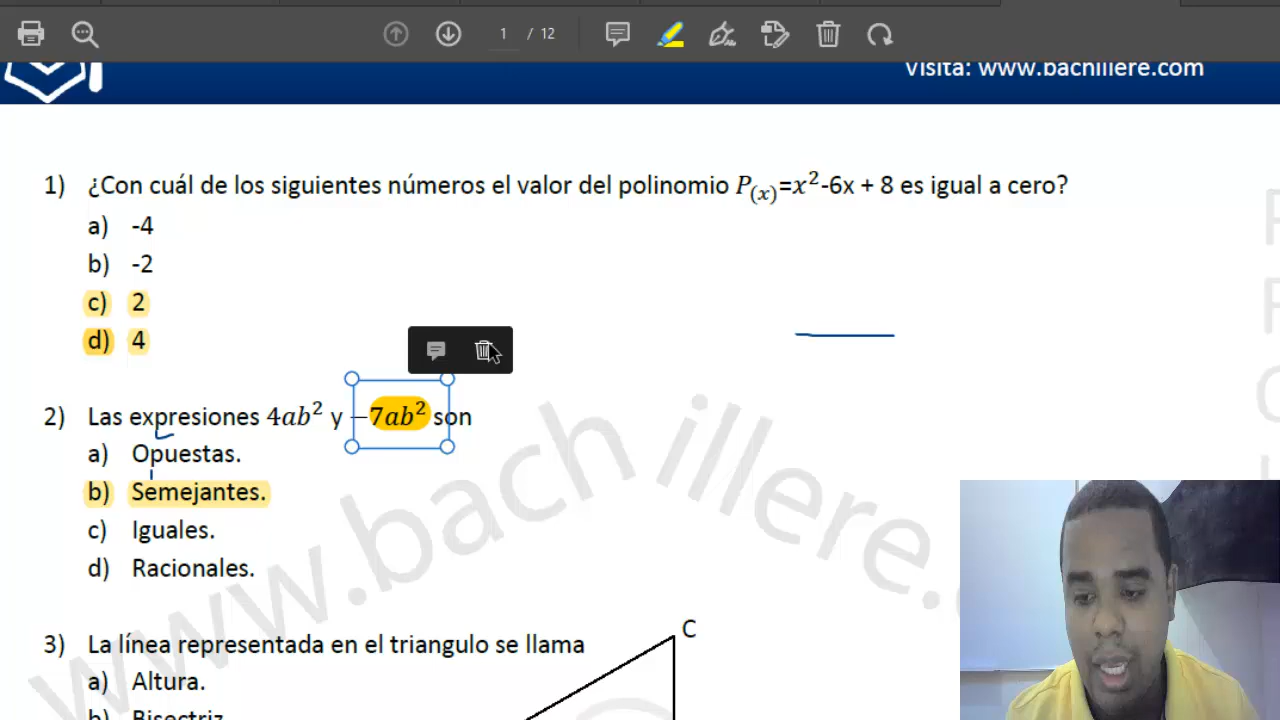 1 / 12
Visita: www.bachillere.com
1) ¿Con cuál de los siguientes números el valor del polinomio P(x)=x²-6x + 8 es igual a cero?
a) -4
b) -2
c) 2
d) 4
2) Las expresiones 4ab² y −7ab² son
a) Opuestas.
b) Semejantes.
c) Iguales.
d) Racionales.
3) La línea representada en el triangulo se llama
C
a) Altura.
b) Bisectriz
www.bachillere.